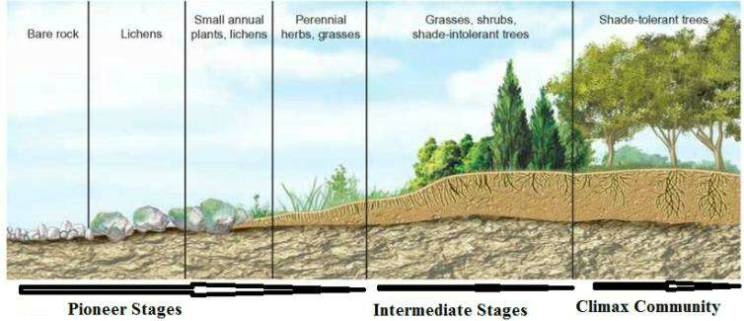 Bare rock
Lichens
Small annual
plants, lichens
Perennial
herbs, grasses
Grasses, shrubs,
shade-intolerant trees
Shade-tolerant trees
Pioneer Stages
Intermediate Stages
Climax Community